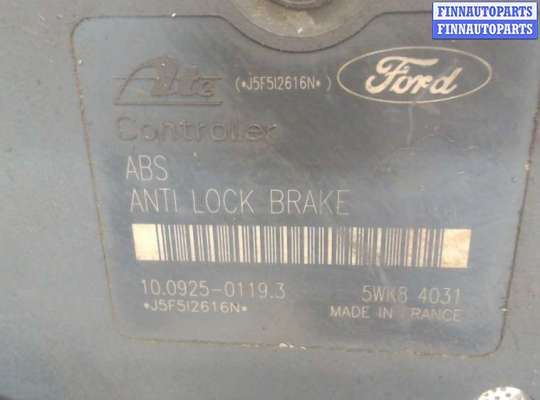 FINNAUTOPARTS
FINNAUTOPARTS
Ate (*J5F5I2616N*) Ford
Controller
ABS
ANTI LOCK BRAKE
10.0925-0119.3 5WK8 4031
*J5F5I2616N* MADE IN FRANCE